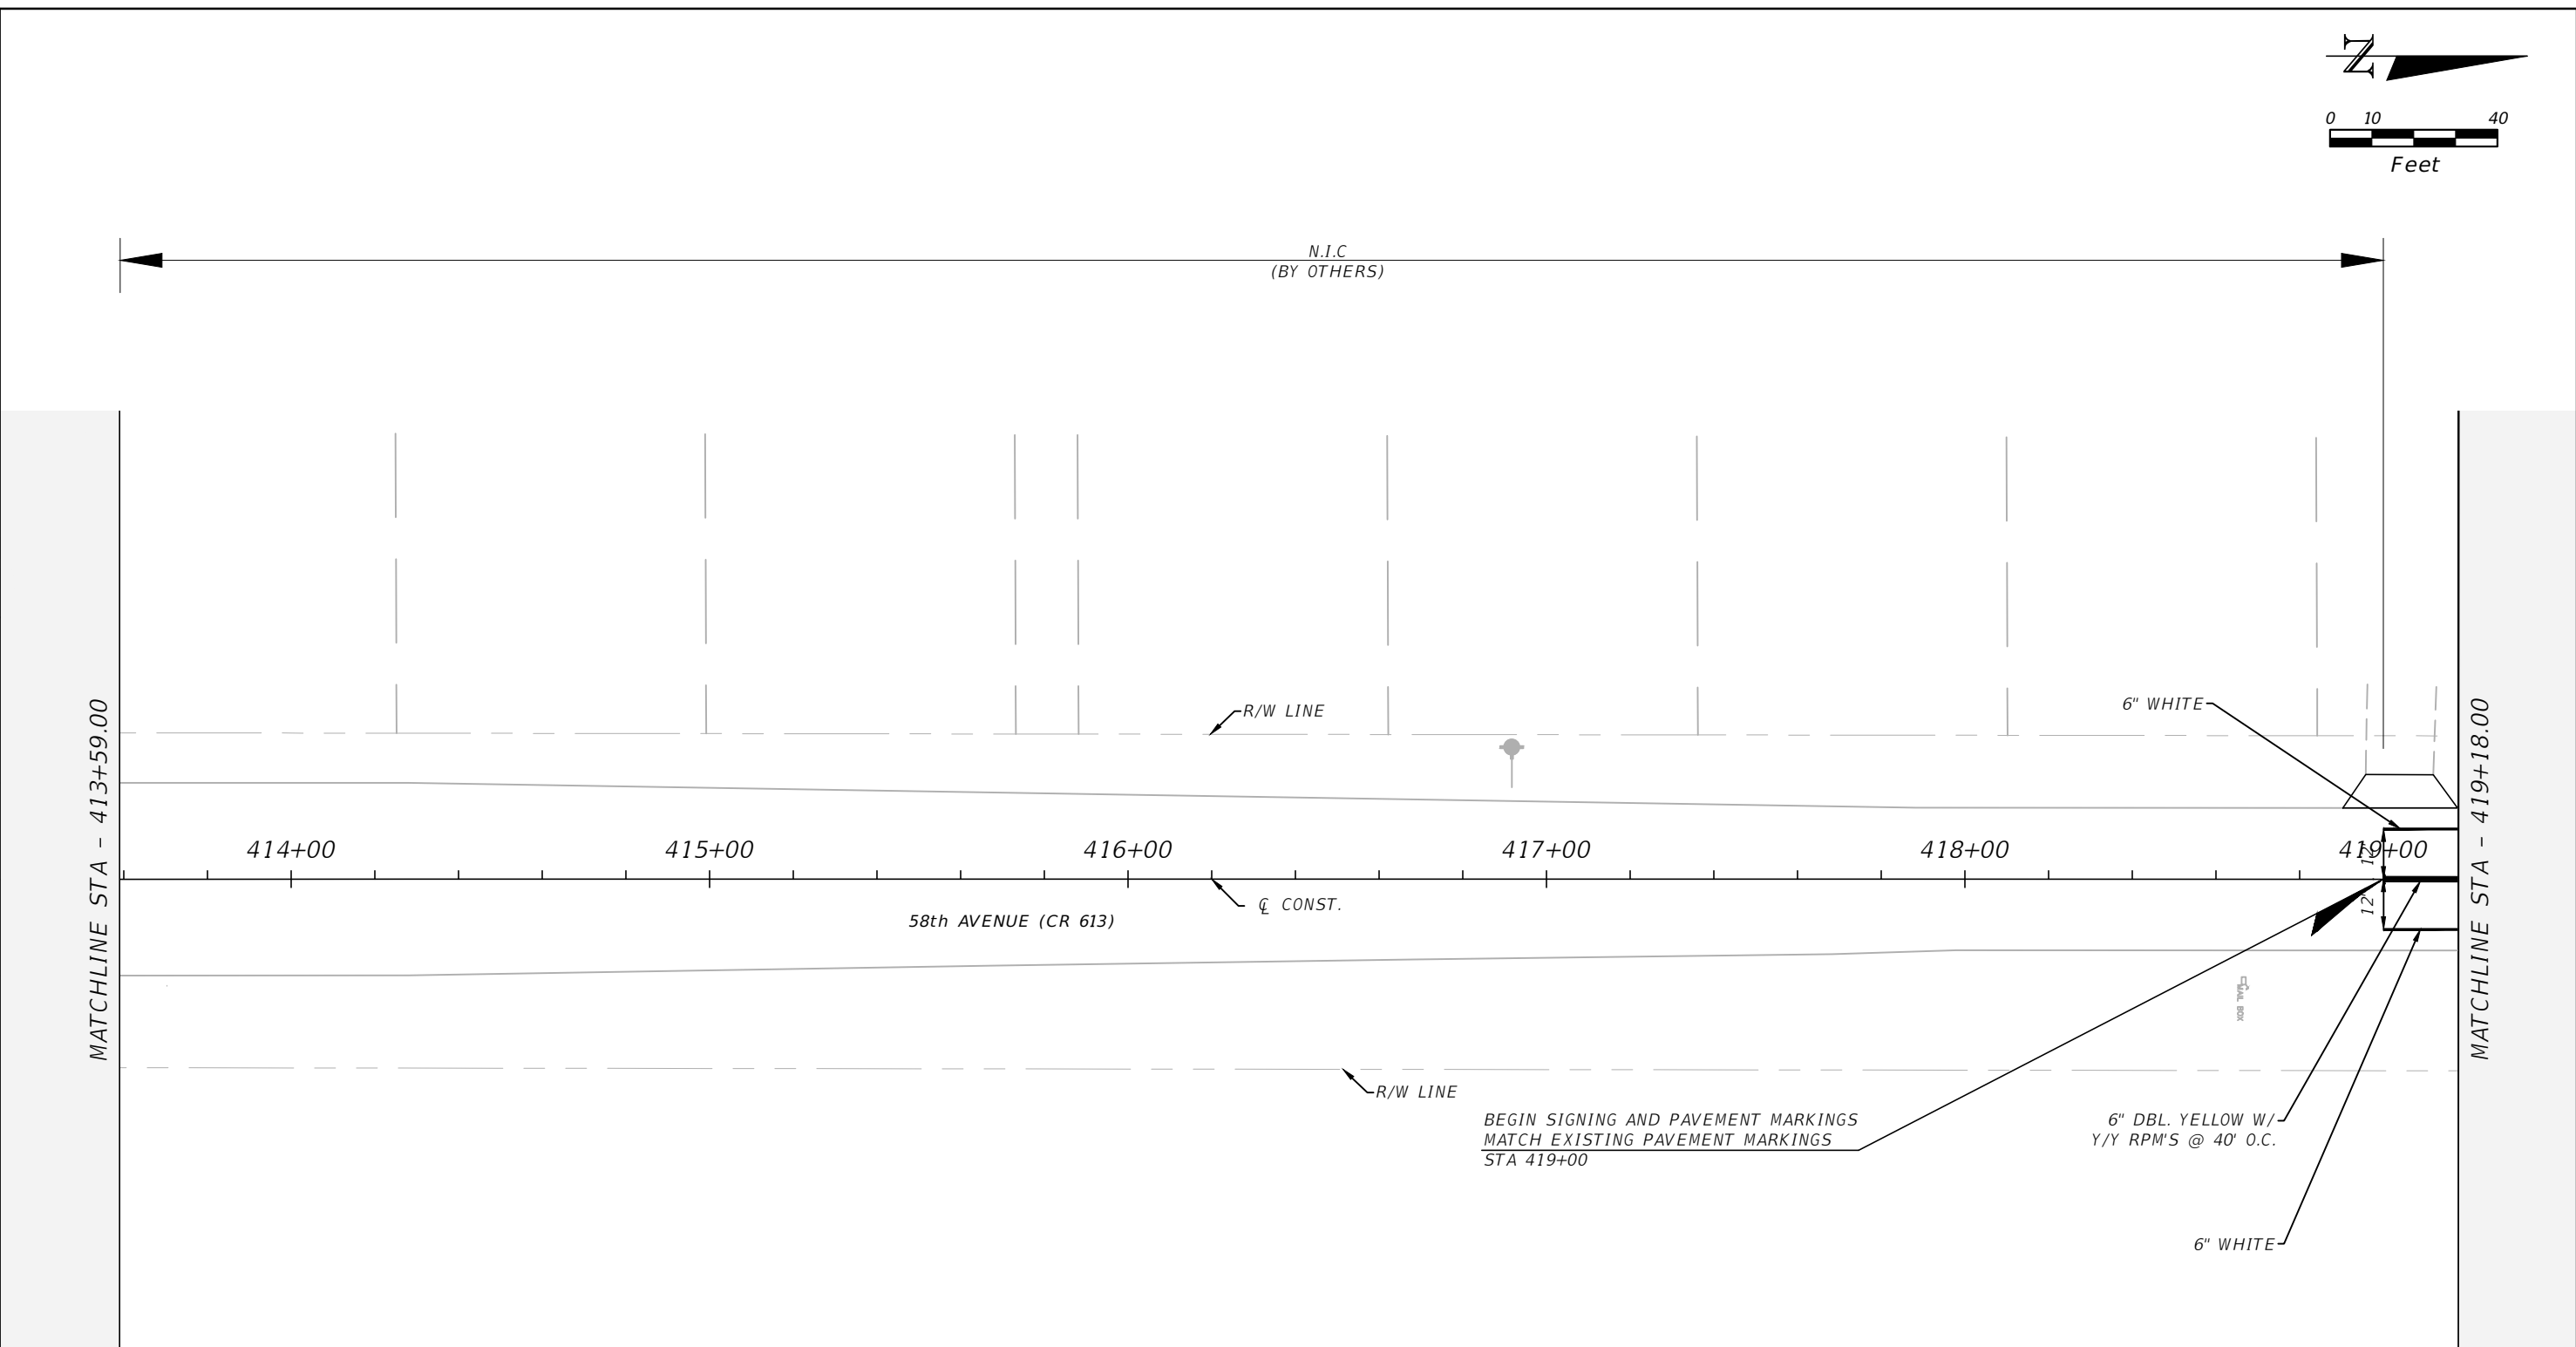 N
0 10 40
Feet
N.I.C
(BY OTHERS)
MATCHLINE STA - 413+59.00
MATCHLINE STA - 419+18.00
R/W LINE
6" WHITE
414+00 415+00 416+00 417+00 418+00 419+00
12'
12'
℄ CONST.
58th AVENUE (CR 613)
MAIL BOX
R/W LINE
BEGIN SIGNING AND PAVEMENT MARKINGS
MATCH EXISTING PAVEMENT MARKINGS
STA 419+00
6" DBL. YELLOW W/
Y/Y RPM'S @ 40' O.C.
6" WHITE